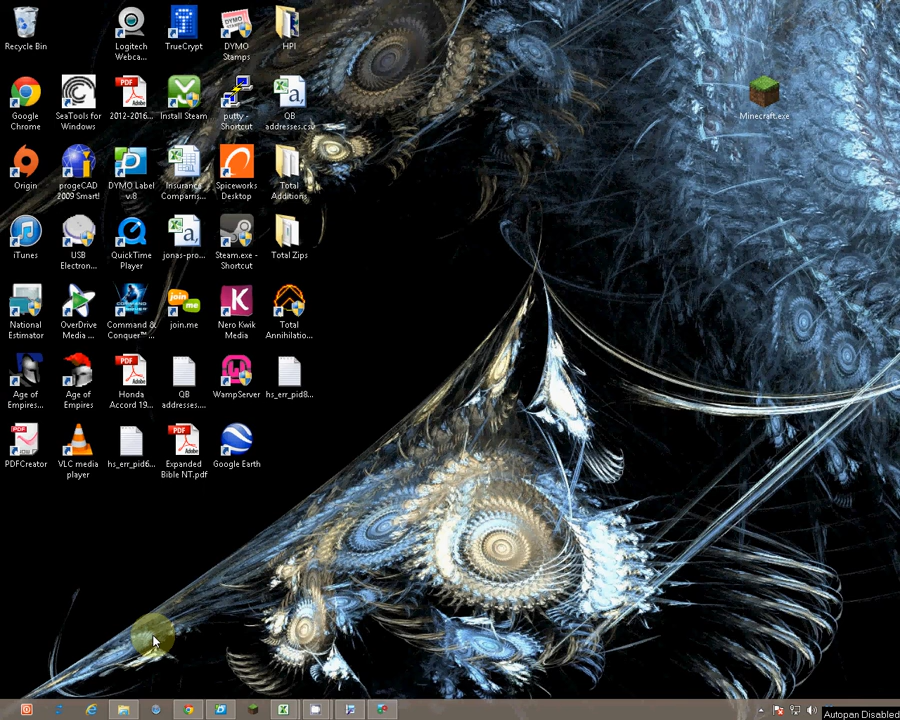 Recycle Bin
Logitech
Webca...
TrueCrypt
DYMO
Stamps
HPI
Google
Chrome
SeaTools for
Windows
2012-2016...
Install Steam
putty -
Shortcut
QB
addresses.csv
Minecraft.exe
Origin
progeCAD
2009 Smart!
DYMO Label
v.8
Insurance
Comparris...
Spiceworks
Desktop
Total
Additions
iTunes
USB
Electron...
QuickTime
Player
jonas-pro...
Steam.exe -
Shortcut
Total Zips
National
Estimator
OverDrive
Media ...
Command &
Conquer™ ...
join.me
Nero Kwik
Media
Total
Annihilatio...
Age of
Empires...
Age of
Empires
Honda
Accord 19...
QB
addresses....
WampServer
hs_err_pid8...
PDFCreator
VLC media
player
hs_err_pid6...
Expanded
Bible NT.pdf
Google Earth
Autopan Disabled